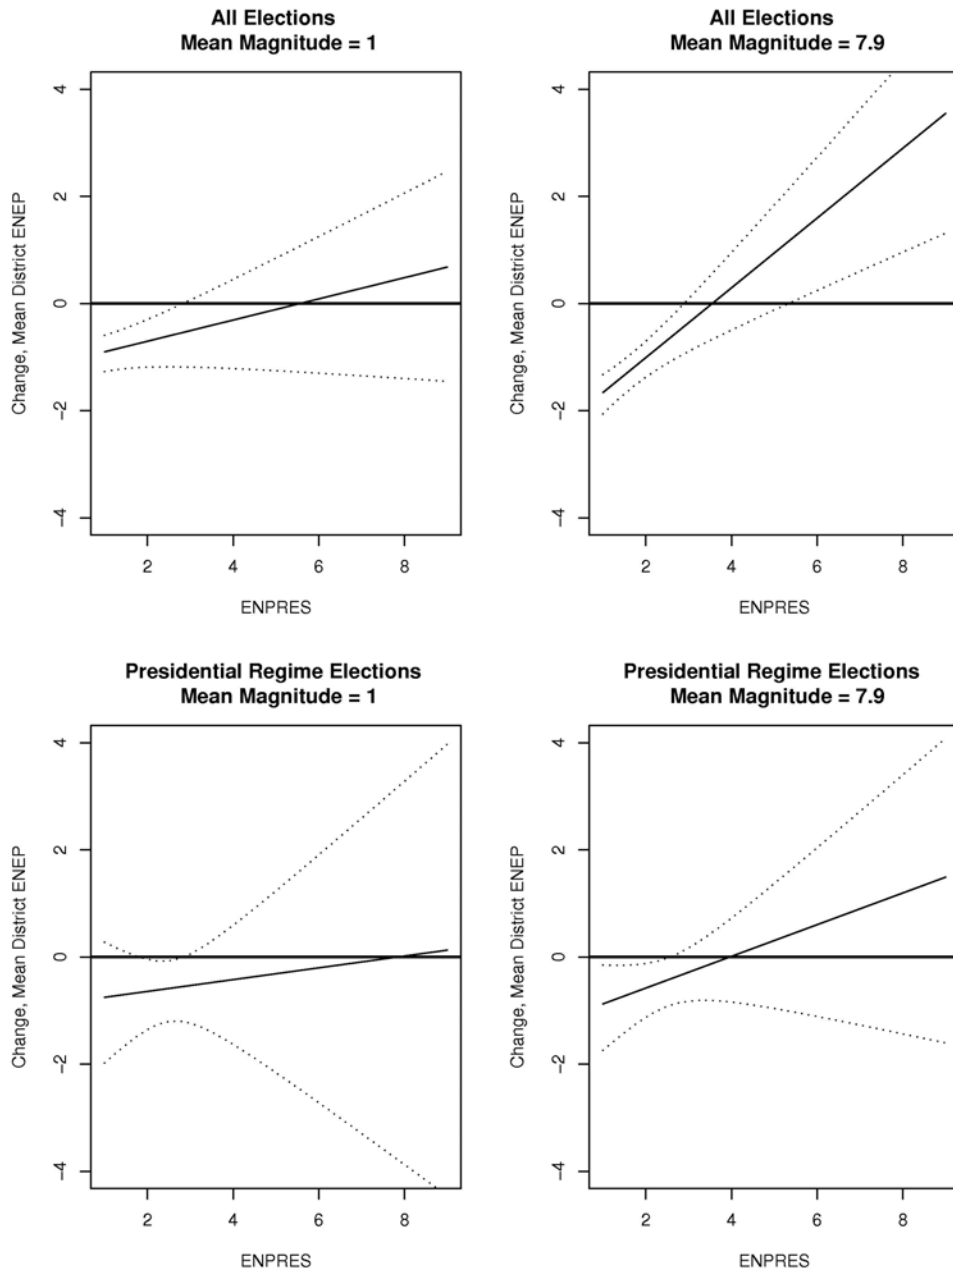 All Elections
Mean Magnitude = 1
All Elections
Mean Magnitude = 7.9
Change, Mean District ENEP
4
2
0
−2
−4
2 4 6 8
ENPRES
Change, Mean District ENEP
4
2
0
−2
−4
2 4 6 8
ENPRES
Presidential Regime Elections
Mean Magnitude = 1
Presidential Regime Elections
Mean Magnitude = 7.9
Change, Mean District ENEP
4
2
0
−2
−4
2 4 6 8
ENPRES
Change, Mean District ENEP
4
2
0
−2
−4
2 4 6 8
ENPRES